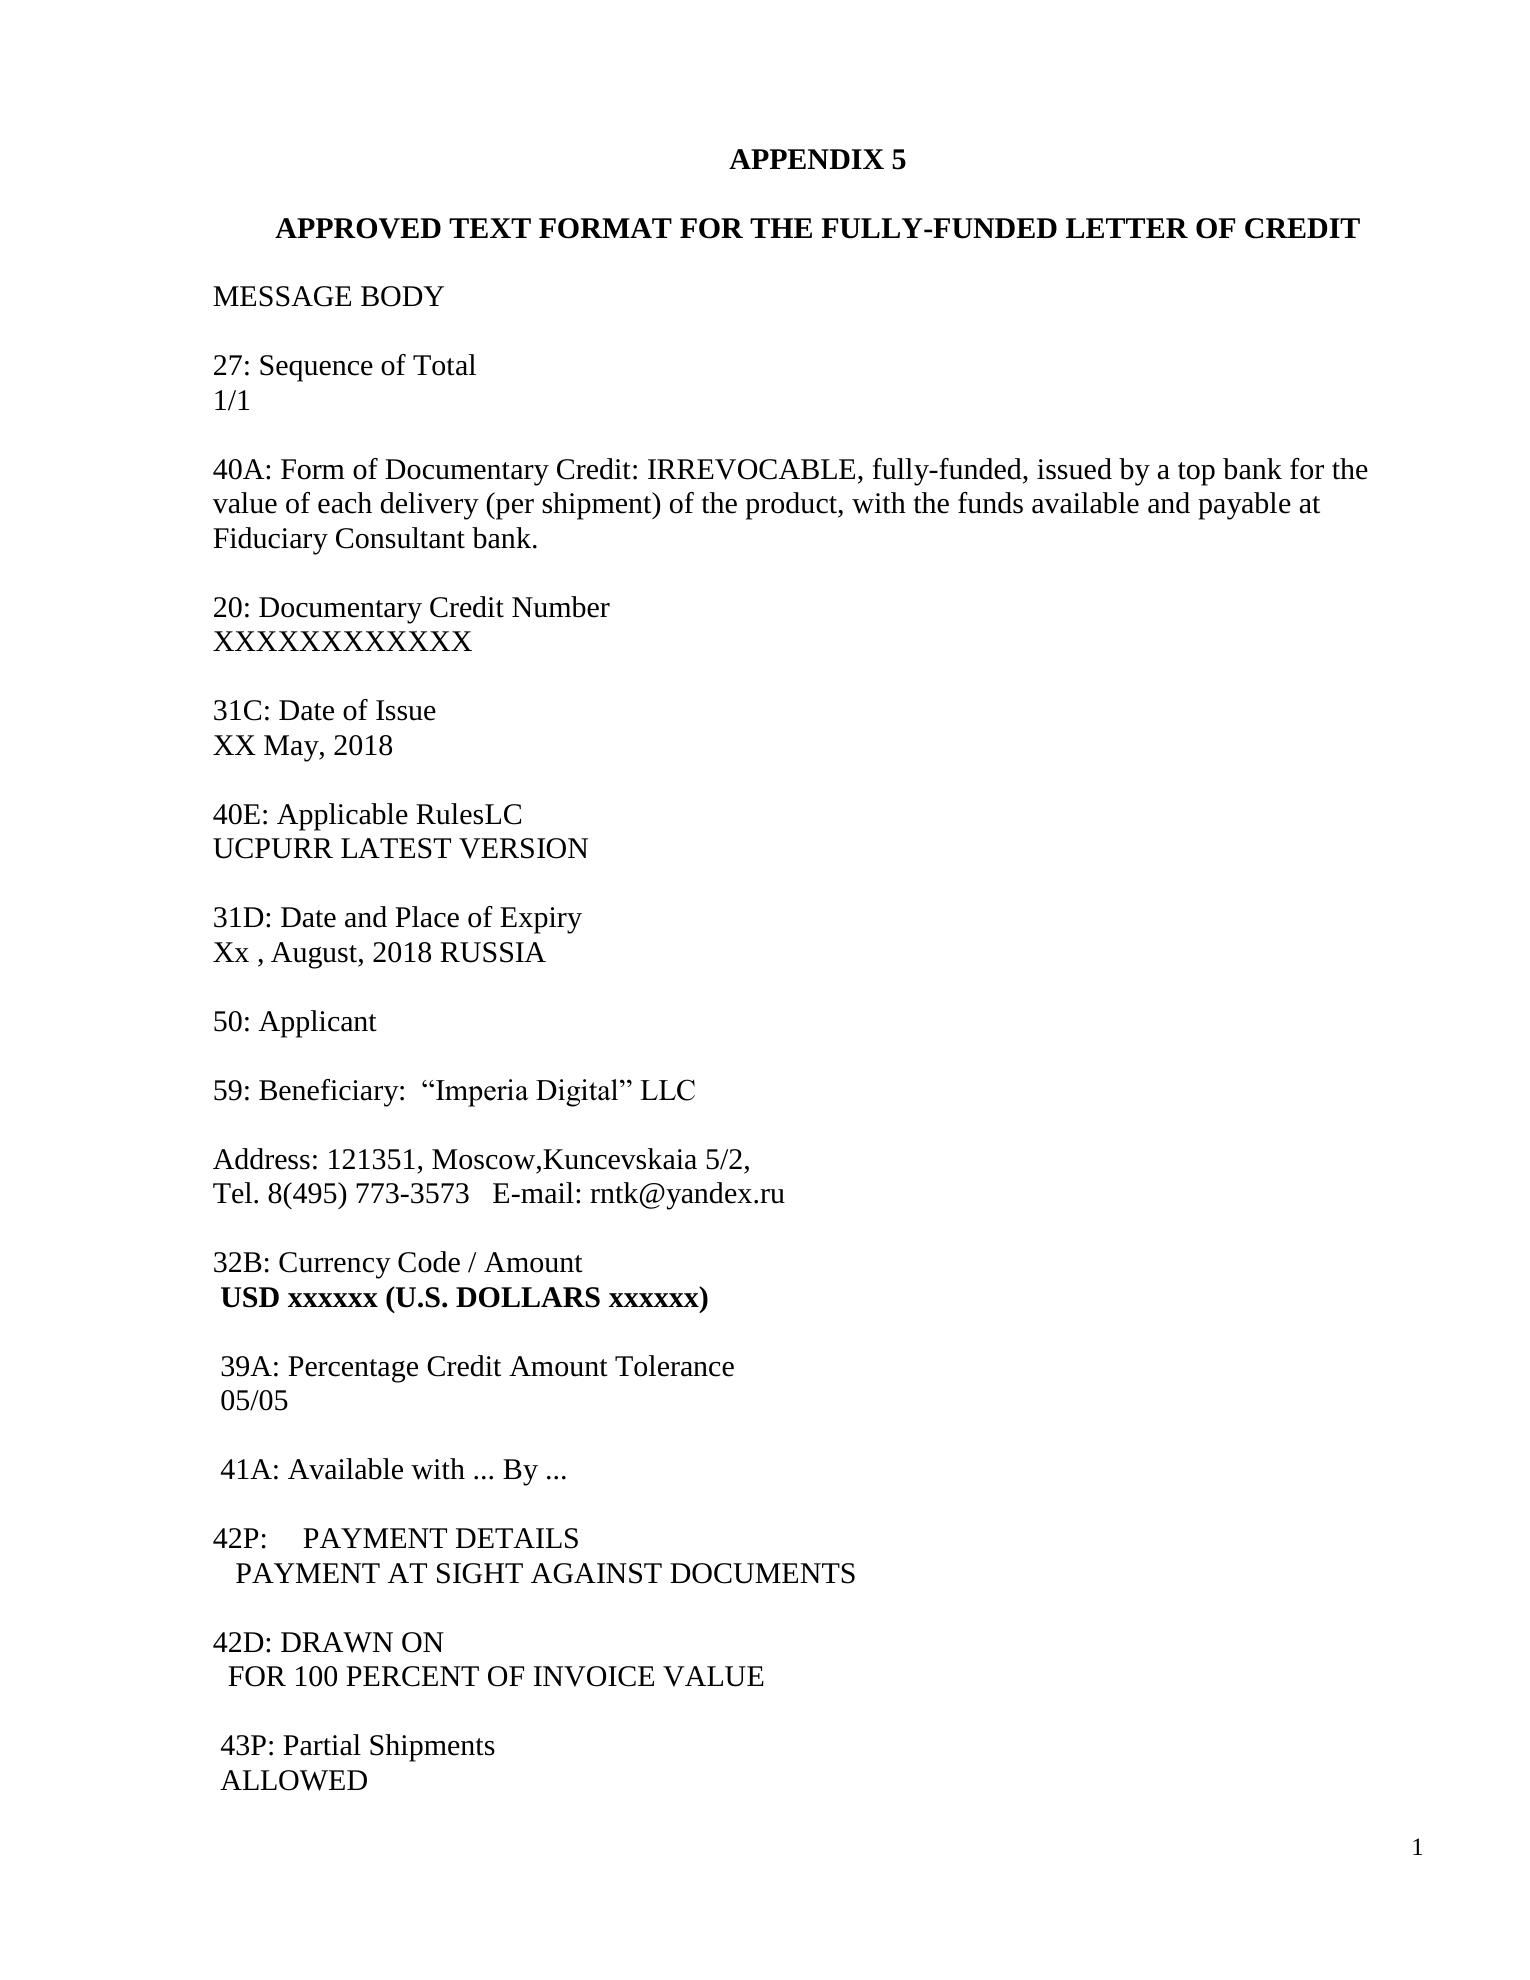 APPENDIX 5
APPROVED TEXT FORMAT FOR THE FULLY-FUNDED LETTER OF CREDIT
MESSAGE BODY
27: Sequence of Total
1/1
40A: Form of Documentary Credit: IRREVOCABLE, fully-funded, issued by a top bank for the
value of each delivery (per shipment) of the product, with the funds available and payable at
Fiduciary Consultant bank.
20: Documentary Credit Number
XXXXXXXXXXXX
31C: Date of Issue
XX May, 2018
40E: Applicable RulesLC
UCPURR LATEST VERSION
31D: Date and Place of Expiry
Xx , August, 2018 RUSSIA
50: Applicant
59: Beneficiary: “Imperia Digital” LLC
Address: 121351, Moscow,Kuncevskaia 5/2,
Tel. 8(495) 773-3573 E-mail: rntk@yandex.ru
32B: Currency Code / Amount
USD xxxxxx (U.S. DOLLARS xxxxxx)
39A: Percentage Credit Amount Tolerance
05/05
41A: Available with ... By ...
42P: PAYMENT DETAILS
PAYMENT AT SIGHT AGAINST DOCUMENTS
42D: DRAWN ON
FOR 100 PERCENT OF INVOICE VALUE
43P: Partial Shipments
ALLOWED
1